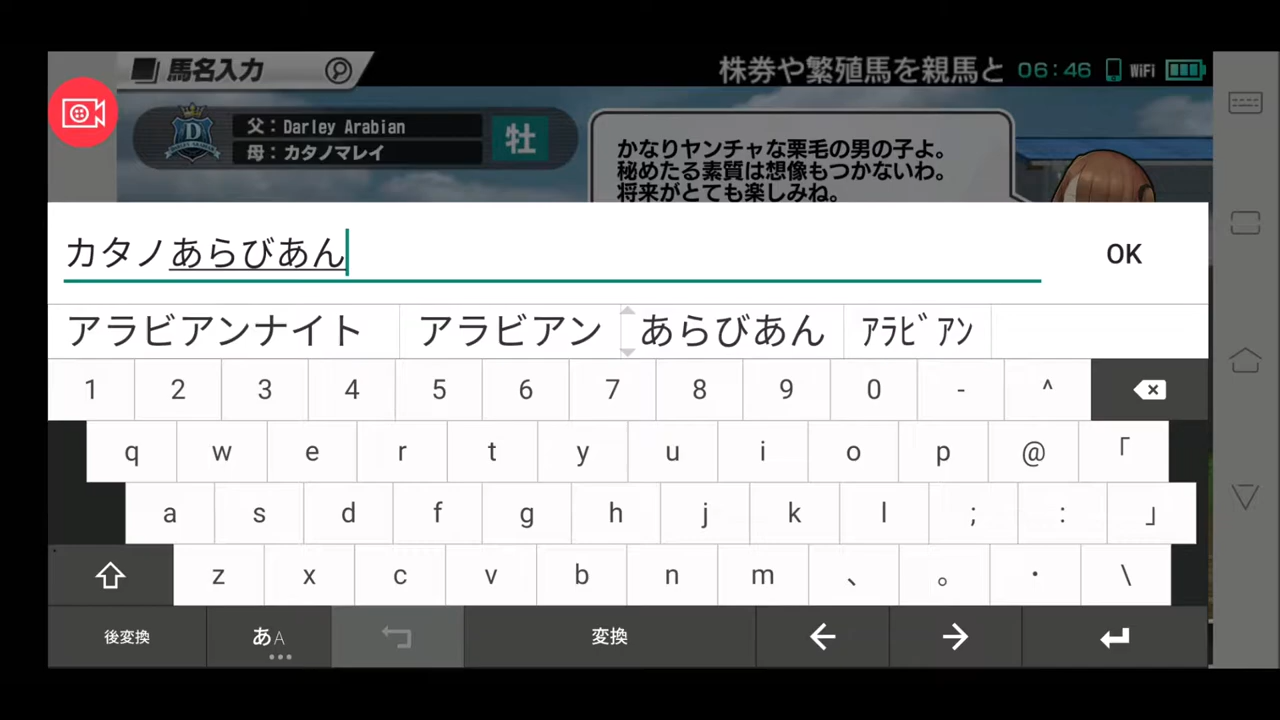 馬名入力
株券や繁殖馬を親馬と 06:46 WiFi
D
父：Darley Arabian
母：カタノマレイ
牡
かなりヤンチャな栗毛の男の子よ。
秘めたる素質は想像もつかないわ。
将来がとても楽しみね。
カタノあらびあん
OK
アラビアンナイト アラビアン あらびあん ｱﾗﾋﾞｱﾝ
1 2 3 4 5 6 7 8 9 0 - ^
q w e r t y u i o p @ 「
a s d f g h j k l ; : 」
z x c v b n m 、 。 ・ \
後変換 あA 変換 ← →